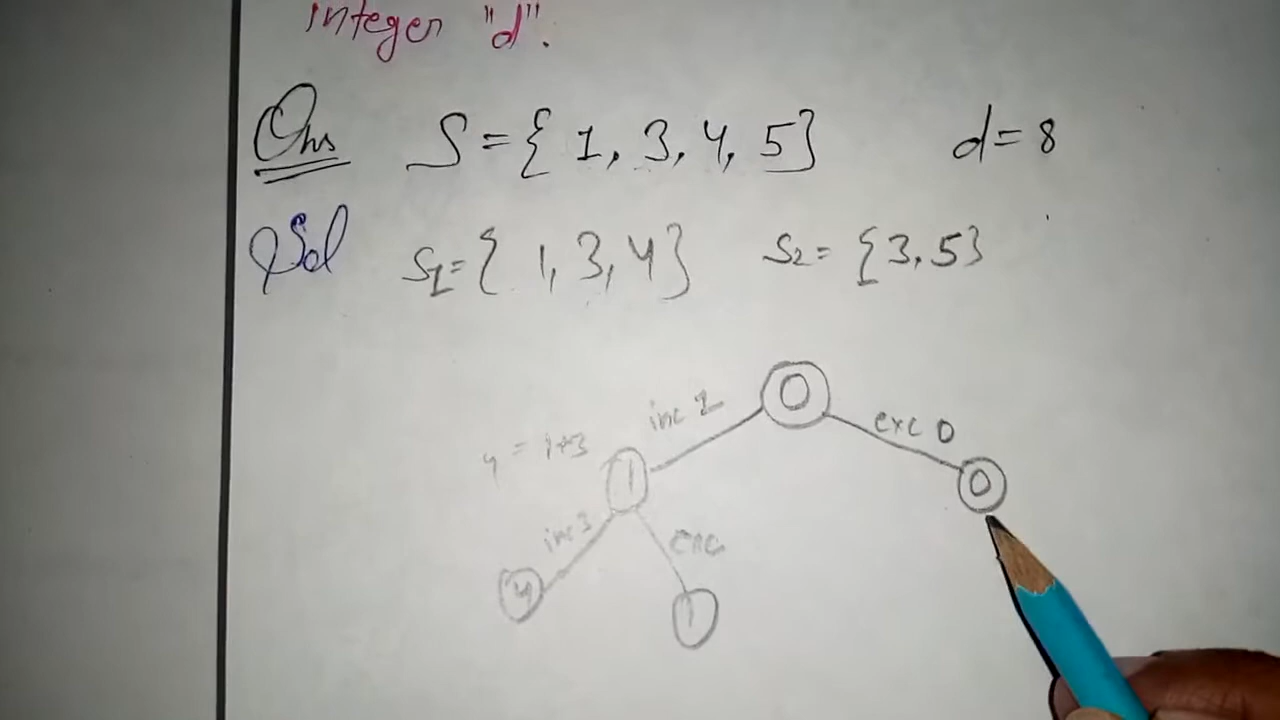 Integer "d".
Qns S = { 1, 3, 4, 5} d = 8
Sol S1 = { 1, 3, 4 } S2 = {3, 5}
0
inc 1 exc 0
4 = 1+3
1 0
inc 3 exc
4 1